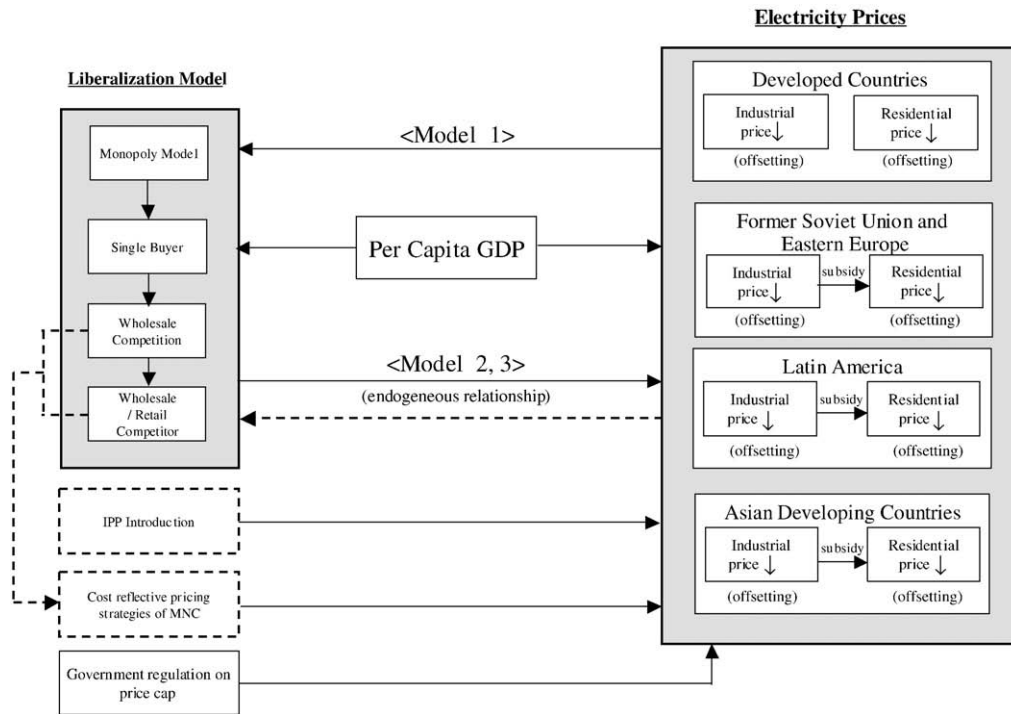 Electricity Prices
Liberalization Model
Monopoly Model
Single Buyer
Wholesale
Competition
Wholesale
/ Retail
Competitor
IPP Introduction
Cost reflective pricing
strategies of MNC
Government regulation on
price cap
<Model 1>
Per Capita GDP
<Model 2, 3>
(endogeneous relationship)
Developed Countries
Industrial
price ↓
(offsetting)
Residential
price ↓
(offsetting)
Former Soviet Union and
Eastern Europe
Industrial
price ↓
(offsetting)
subsidy
Residential
price ↓
(offsetting)
Latin America
Industrial
price ↓
(offsetting)
subsidy
Residential
price ↓
(offsetting)
Asian Developing Countries
Industrial
price ↓
(offsetting)
subsidy
Residential
price ↓
(offsetting)